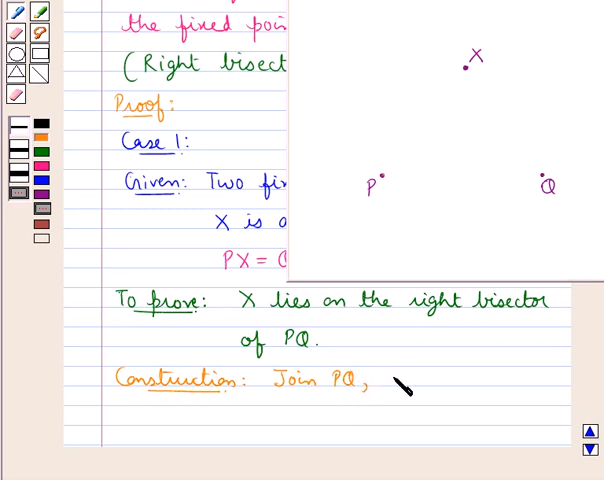 the fixed poin
(Right bisect
Proof:
Case 1:
Given: Two fi
X is a
PX =
To prove: X lies on the right bisector
of PQ.
Construction: Join PQ,
X
P
Q